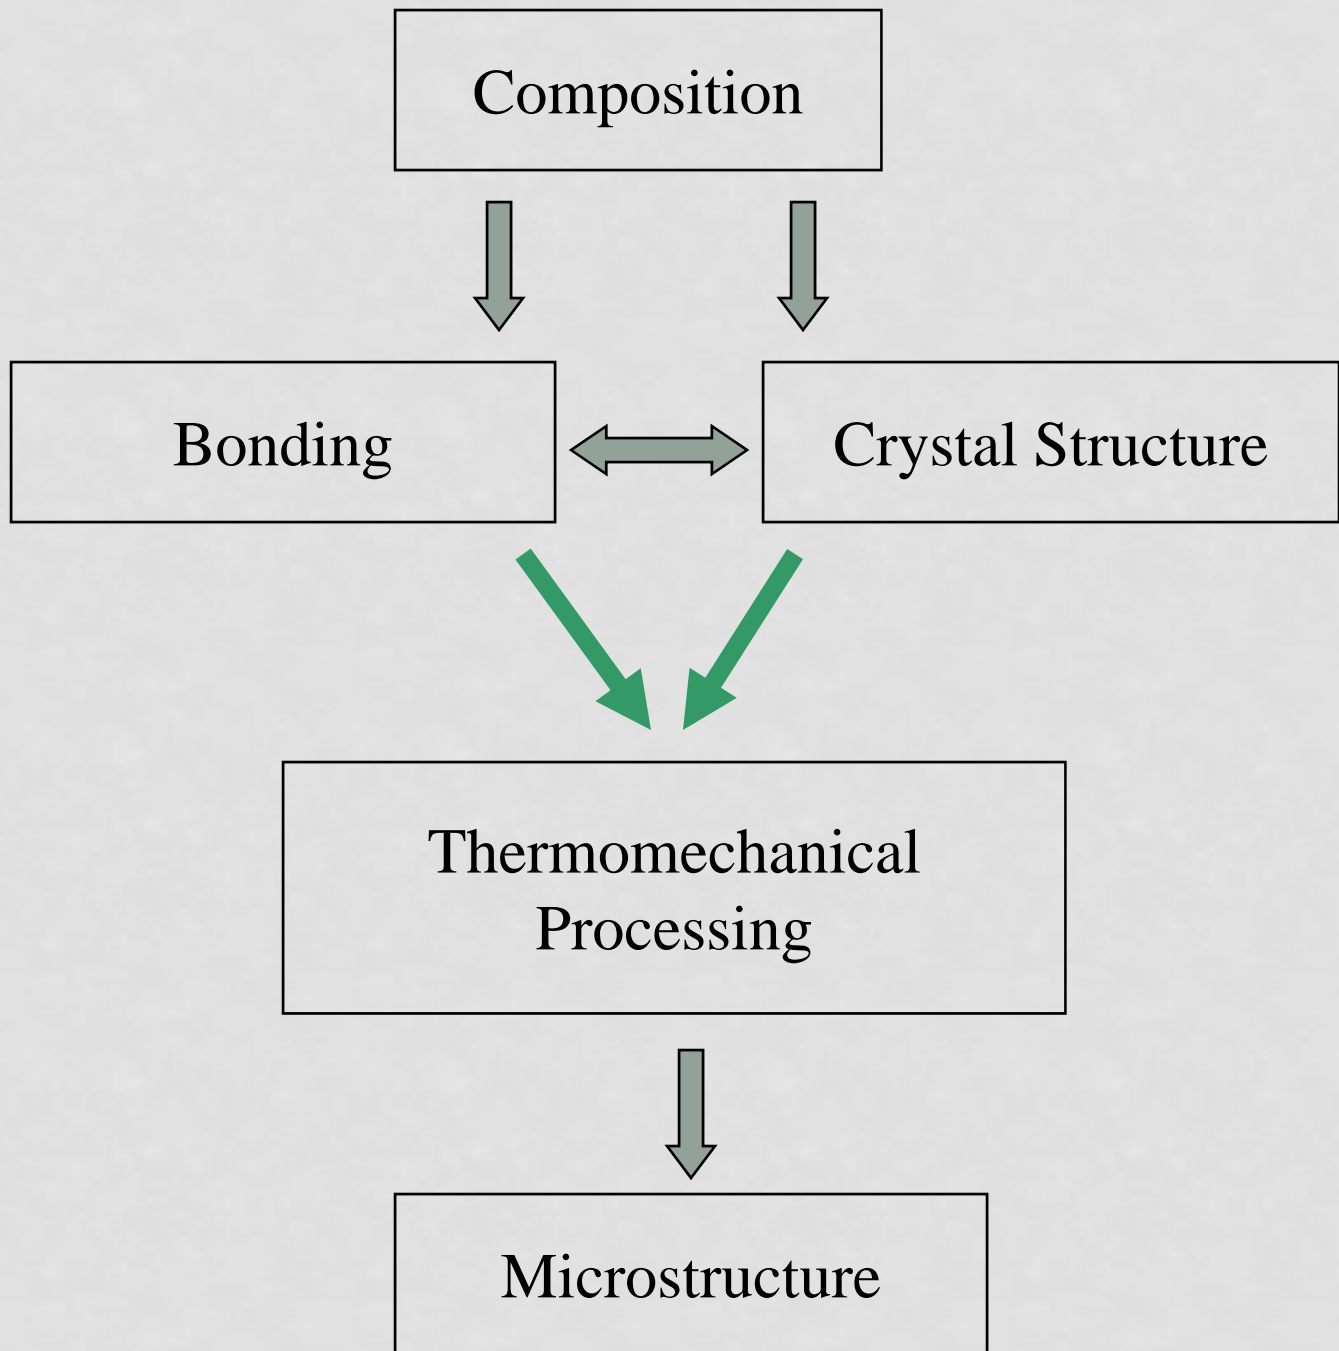 Composition
Bonding
Crystal Structure
Thermomechanical
Processing
Microstructure